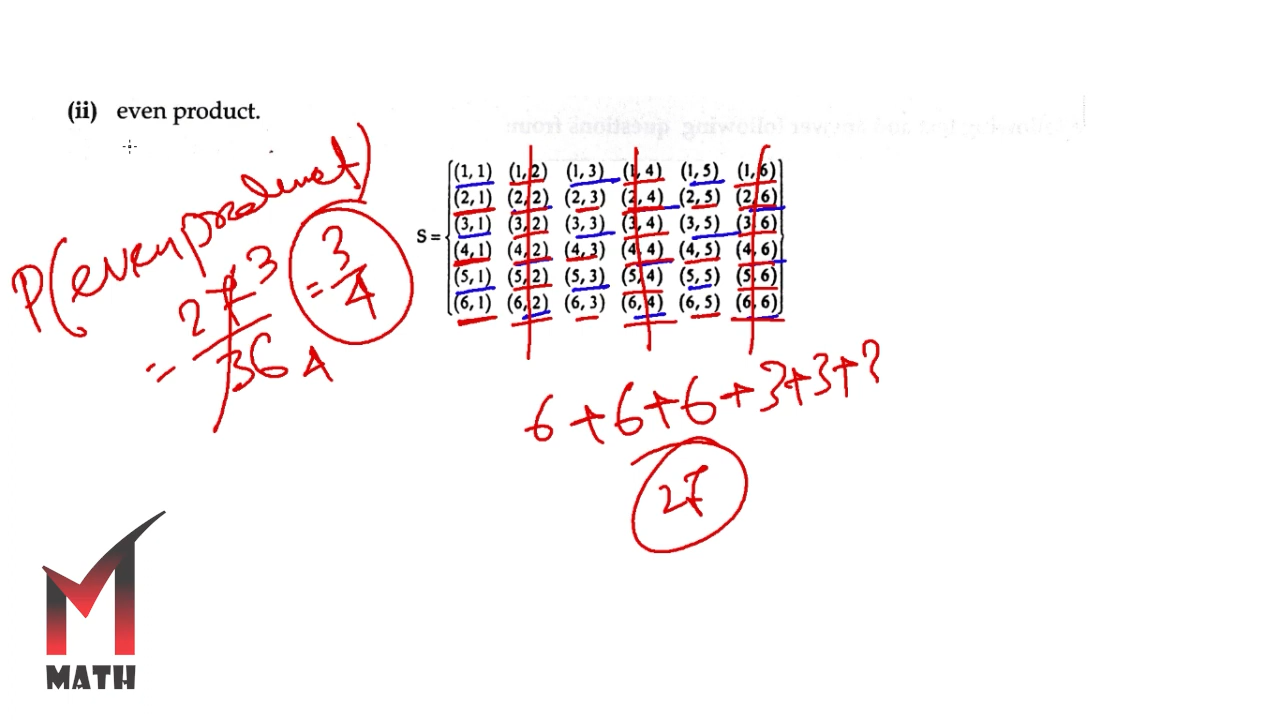 (ii) even product.
P(even product)
= 27 3
36 4
= 3
4
S =
(1, 1) (1, 2) (1, 3) (1, 4) (1, 5) (1, 6)
(2, 1) (2, 2) (2, 3) (2, 4) (2, 5) (2, 6)
(3, 1) (3, 2) (3, 3) (3, 4) (3, 5) (3, 6)
(4, 1) (4, 2) (4, 3) (4, 4) (4, 5) (4, 6)
(5, 1) (5, 2) (5, 3) (5, 4) (5, 5) (5, 6)
(6, 1) (6, 2) (6, 3) (6, 4) (6, 5) (6, 6)
6 + 6 + 6 + 3 + 3 + 3
27
MATH